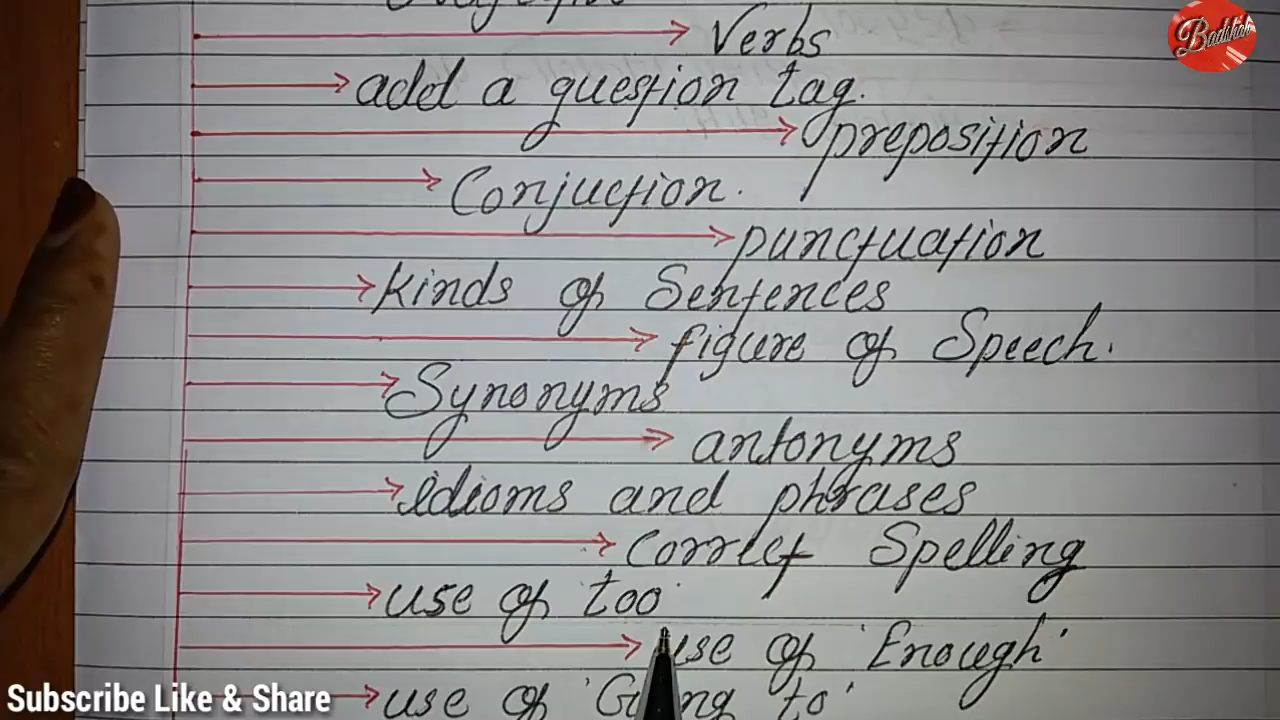 Verbs
add a question tag.
preposition
Conjuction.
punctuation
kinds of Sentences
figure of Speech.
Synonyms
antonyms
idioms and phrases
correct Spelling
use of too
use of 'Enough'
use of 'Going to'
Badshah
Subscribe Like & Share